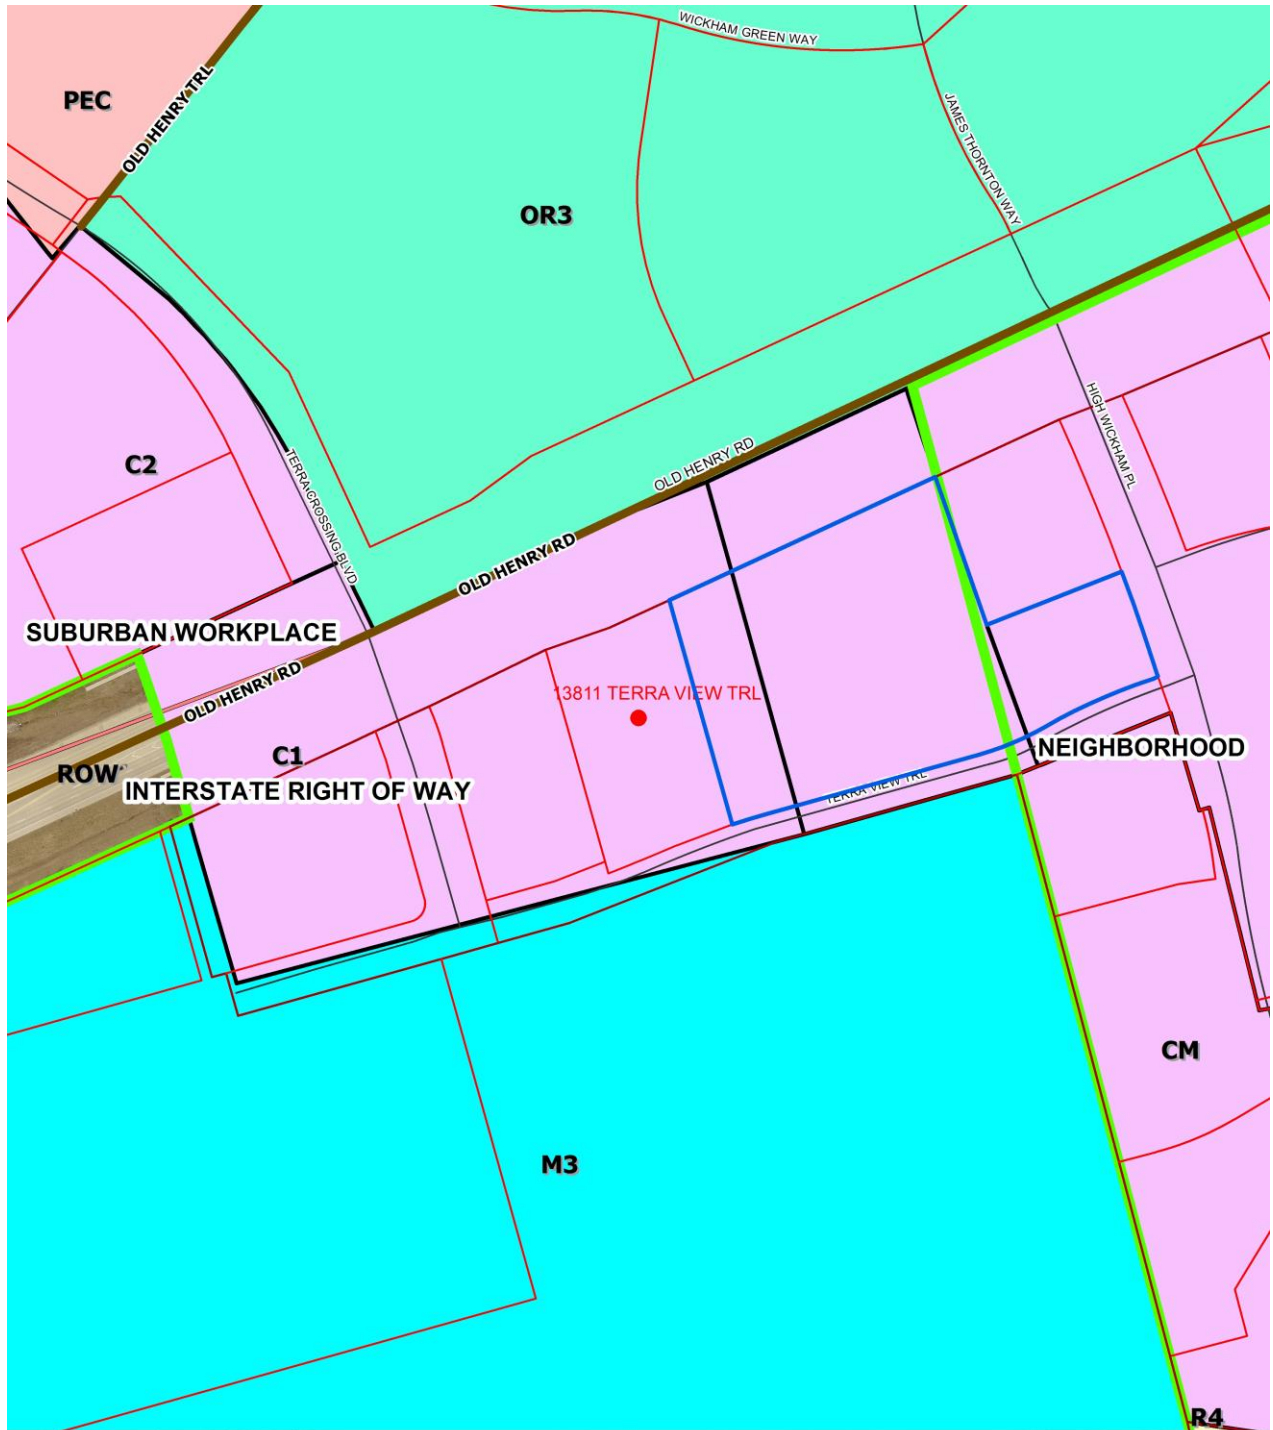 WICKHAM GREEN WAY
PEC
OLD HENRY TRL
JAMES THORNTON WAY
OR3
HIGH WICKHAM PL
C2
OLD HENRY RD
TERRA CROSSING BLVD
OLD HENRY RD
SUBURBAN WORKPLACE
OLD HENRY RD
13811 TERRA VIEW TRL
C1
NEIGHBORHOOD
ROW
INTERSTATE RIGHT OF WAY
TERRA VIEW TRL
CM
M3
R4